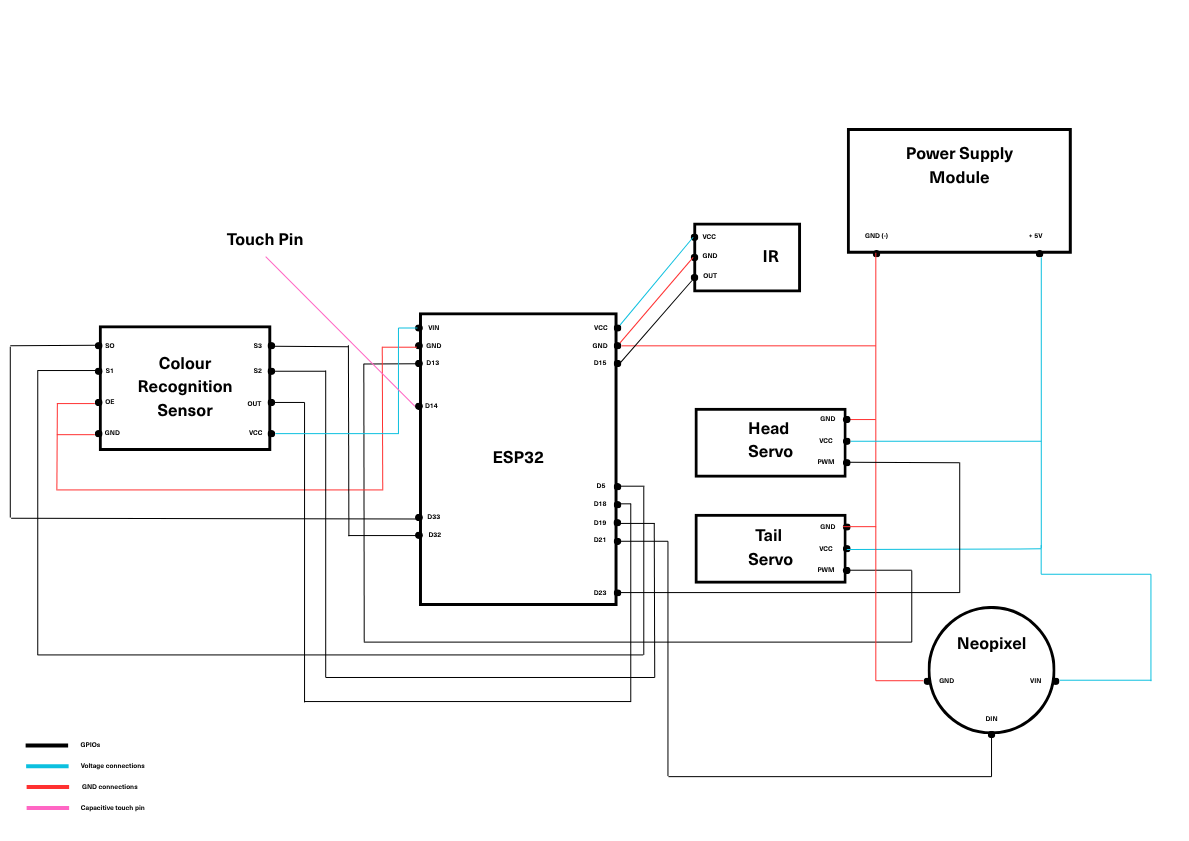 Power Supply
Module
GND (-)
+ 5V
Touch Pin
VCC
GND
OUT
IR
Colour
Recognition
Sensor
SO
S1
OE
GND
S3
S2
OUT
VCC
ESP32
VIN
GND
D13
D14
D33
D32
VCC
GND
D15
D5
D18
D19
D21
D23
Head
Servo
GND
VCC
PWM
Tail
Servo
GND
VCC
PWM
Neopixel
GND
VIN
DIN
GPIOs
Voltage connections
GND connections
Capacitive touch pin